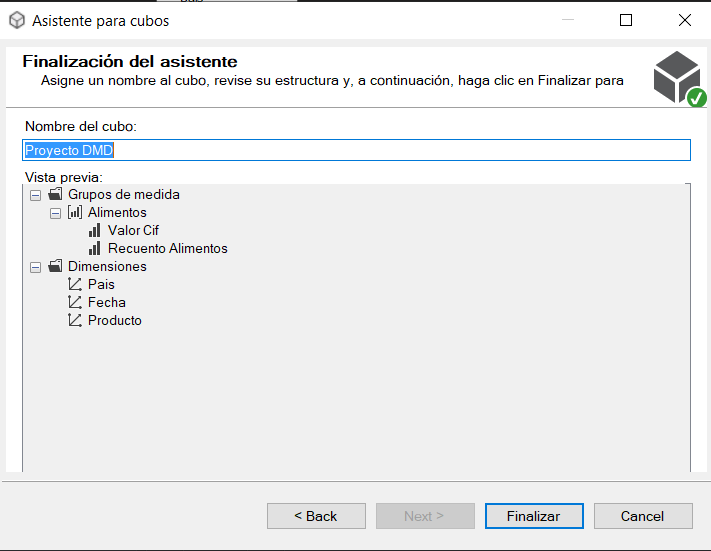 Asistente para cubos
Finalización del asistente
Asigne un nombre al cubo, revise su estructura y, a continuación, haga clic en Finalizar para
Nombre del cubo:
Proyecto DMD
Vista previa:
Grupos de medida
Alimentos
Valor Cif
Recuento Alimentos
Dimensiones
Pais
Fecha
Producto
< Back
Next >
Finalizar
Cancel